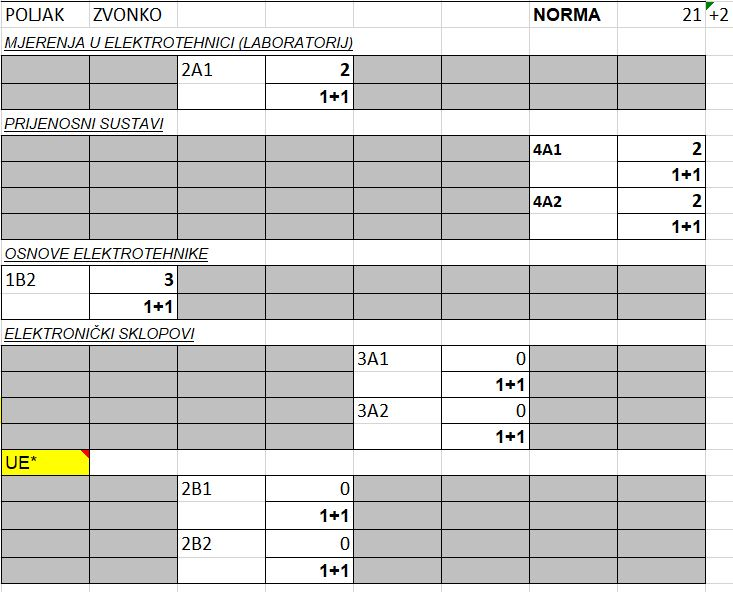 POLJAK ZVONKO NORMA 21 +2
MJERENJA U ELEKTROTEHNICI (LABORATORIJ)
2A1 2
1+1
PRIJENOSNI SUSTAVI
4A1 2
1+1
4A2 2
1+1
OSNOVE ELEKTROTEHNIKE
1B2 3
1+1
ELEKTRONIČKI SKLOPOVI
3A1 0
1+1
3A2 0
1+1
UE*
2B1 0
1+1
2B2 0
1+1